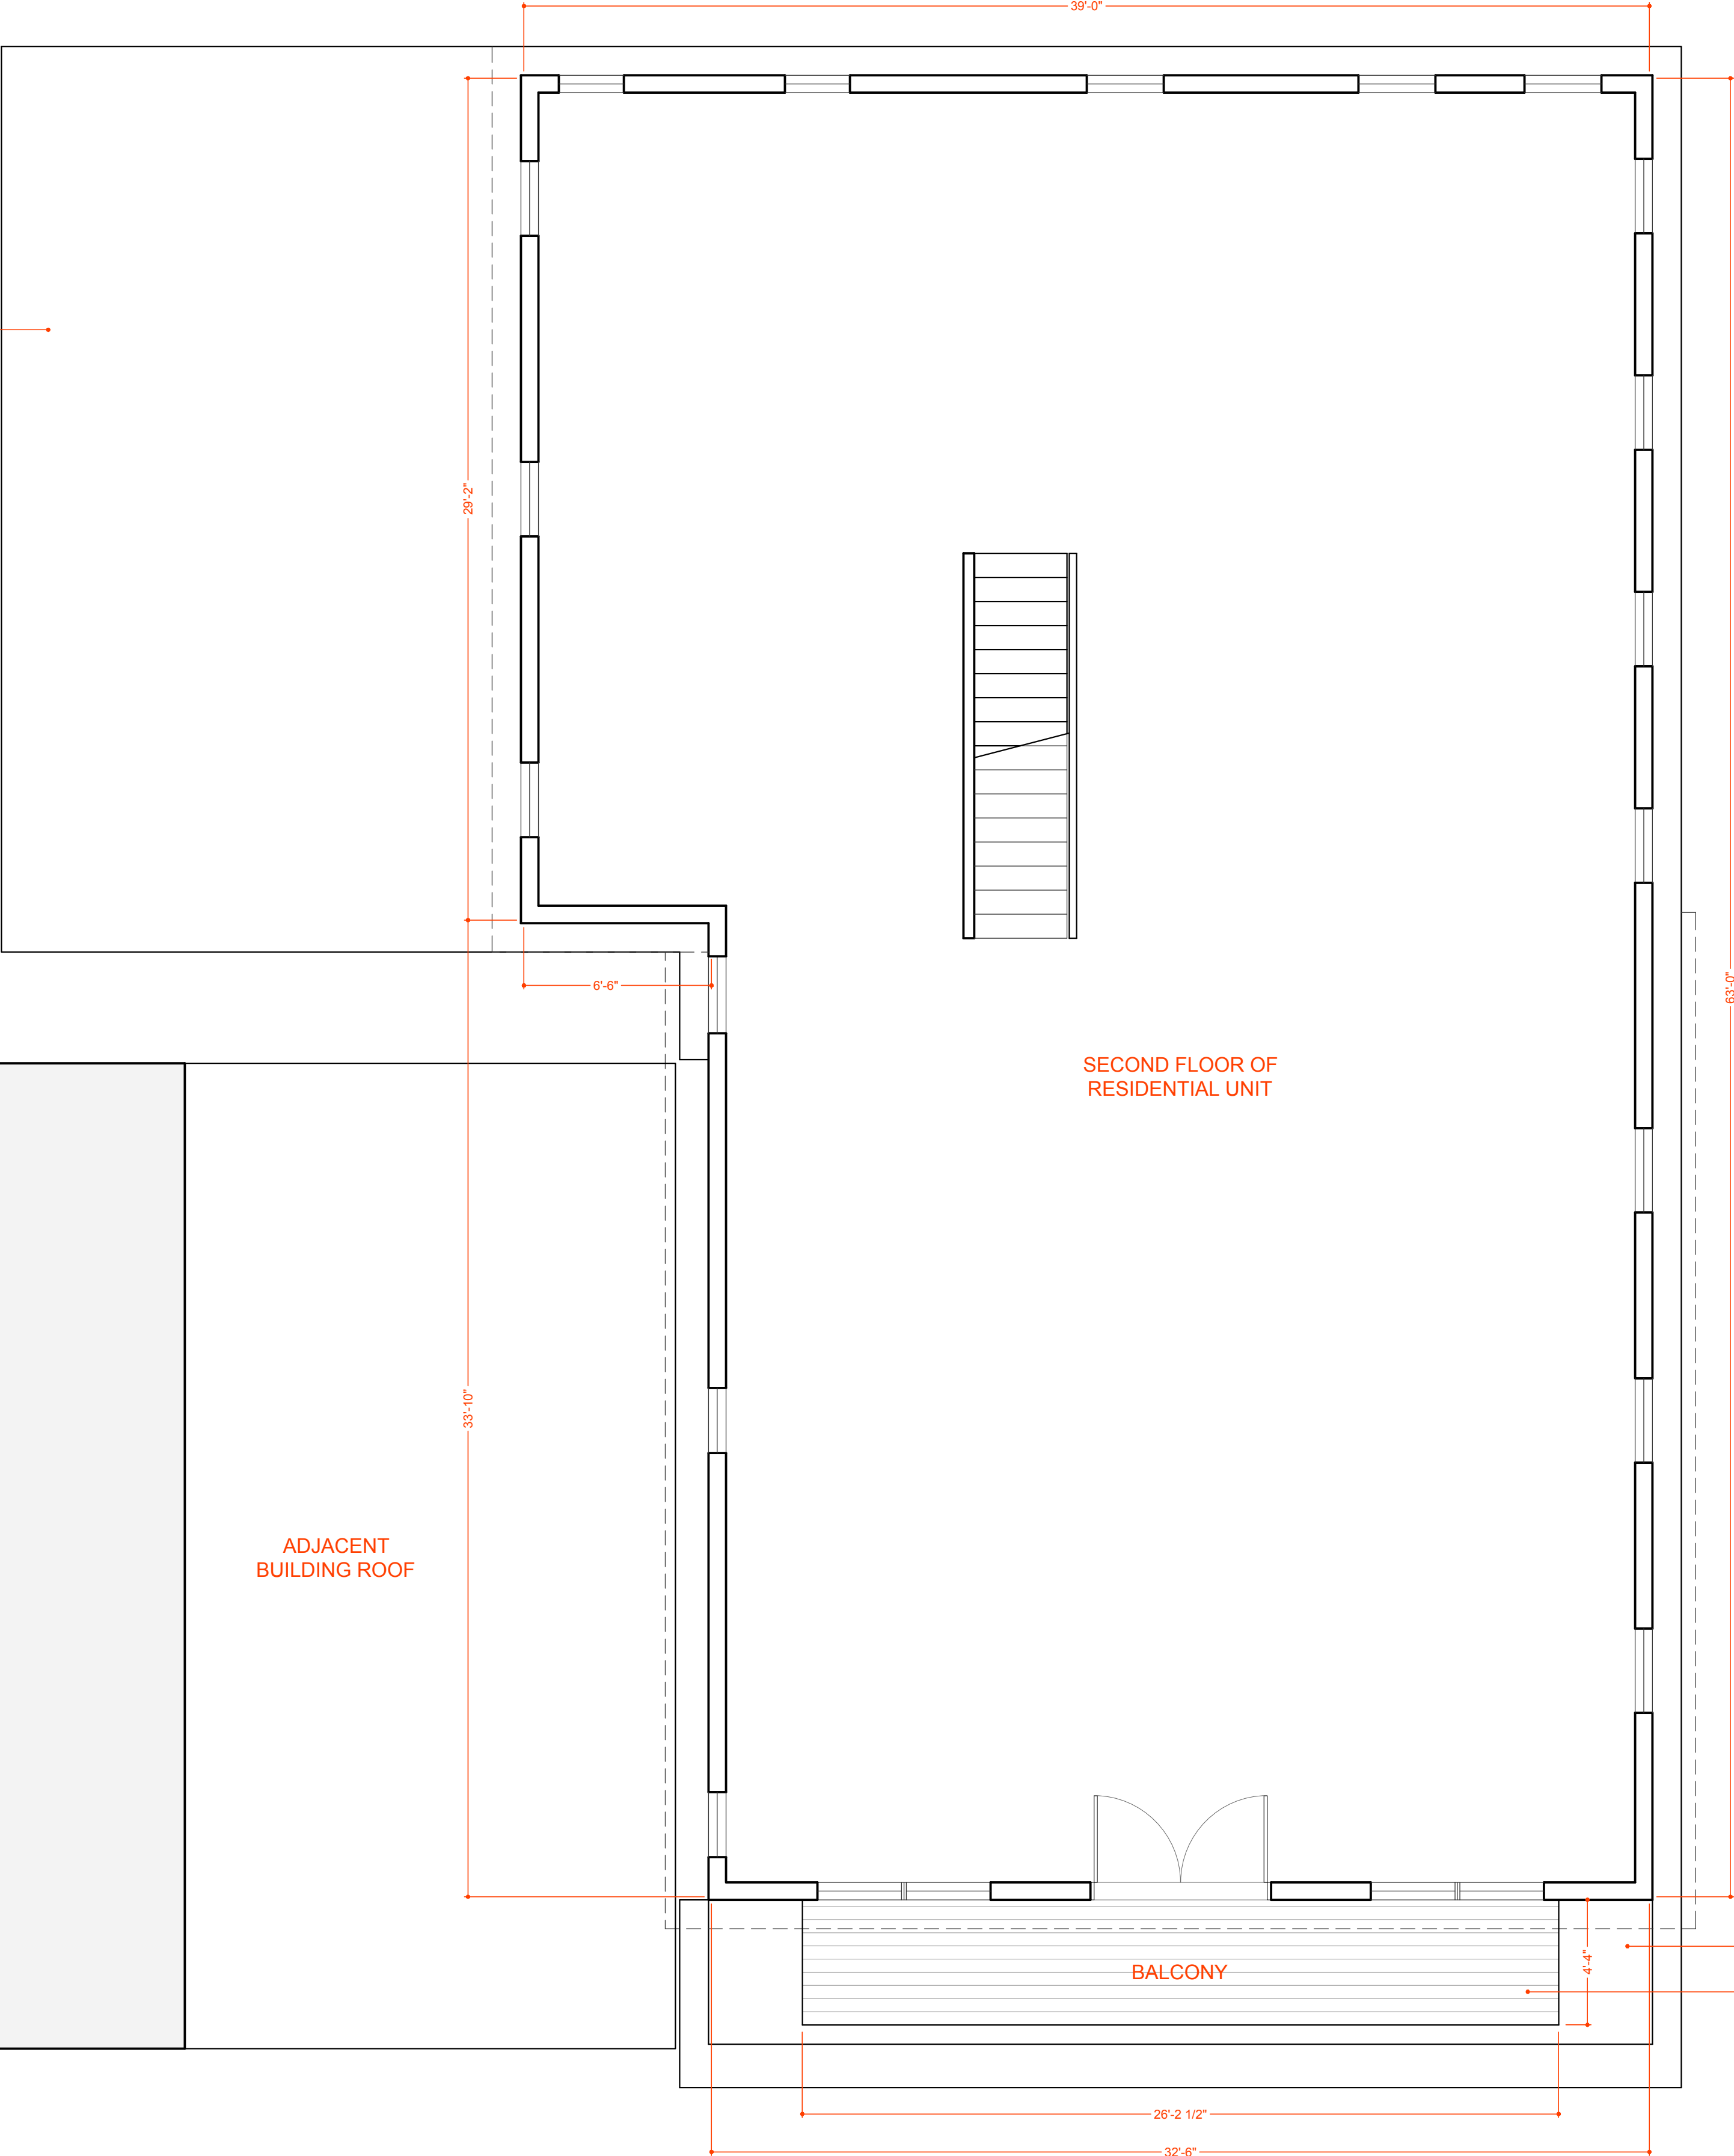 39'-0"
29'-2"
6'-6"
63'-0"
SECOND FLOOR OF
RESIDENTIAL UNIT
33'-10"
ADJACENT
BUILDING ROOF
4'-4"
BALCONY
26'-2 1/2"
32'-6"